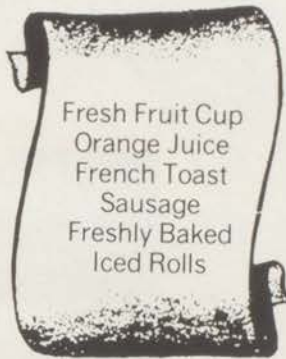 Fresh Fruit Cup
Orange Juice
French Toast
Sausage
Freshly Baked
Iced Rolls